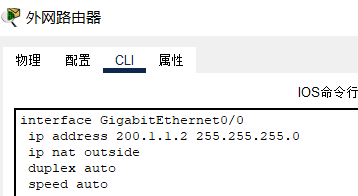 外网路由器
物理 配置 CLI 属性
IOS命令行
interface GigabitEthernet0/0
ip address 200.1.1.2 255.255.255.0
ip nat outside
duplex auto
speed auto